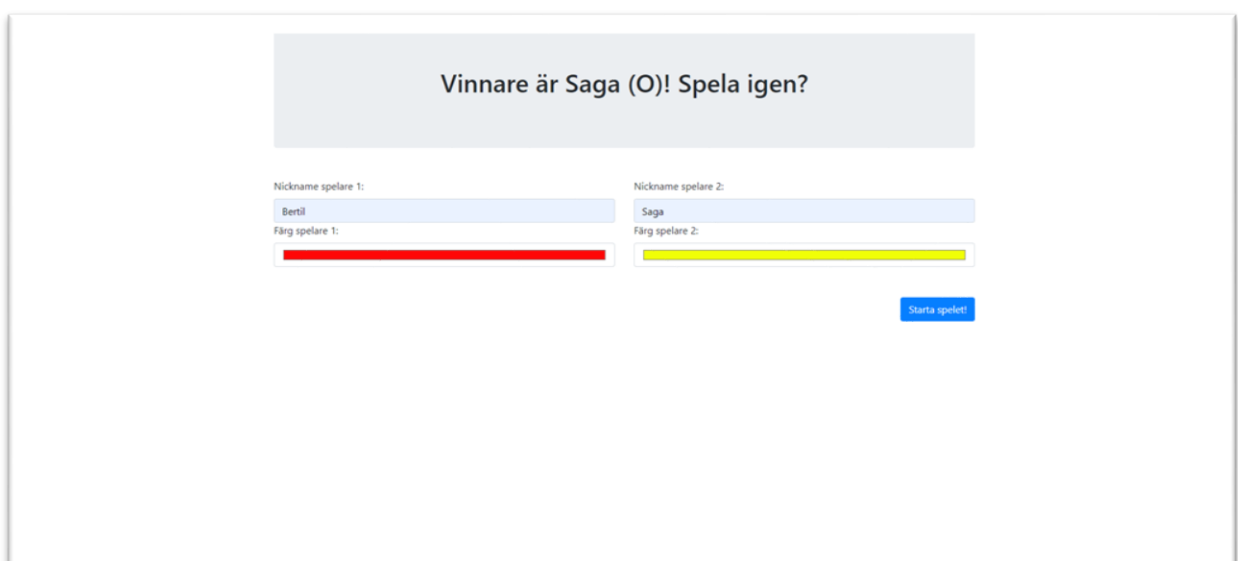 Vinnare är Saga (O)! Spela igen?
Nickname spelare 1:
Bertil
Färg spelare 1:
Nickname spelare 2:
Saga
Färg spelare 2:
Starta spelet!